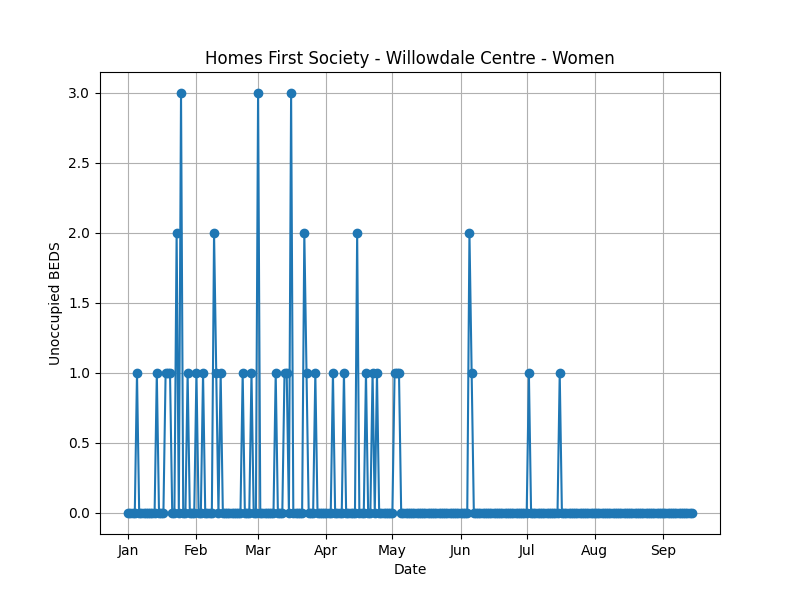 Homes First Society - Willowdale Centre - Women
Unoccupied BEDS
3.0
2.5
2.0
1.5
1.0
0.5
0.0
Jan Feb Mar Apr May Jun Jul Aug Sep
Date